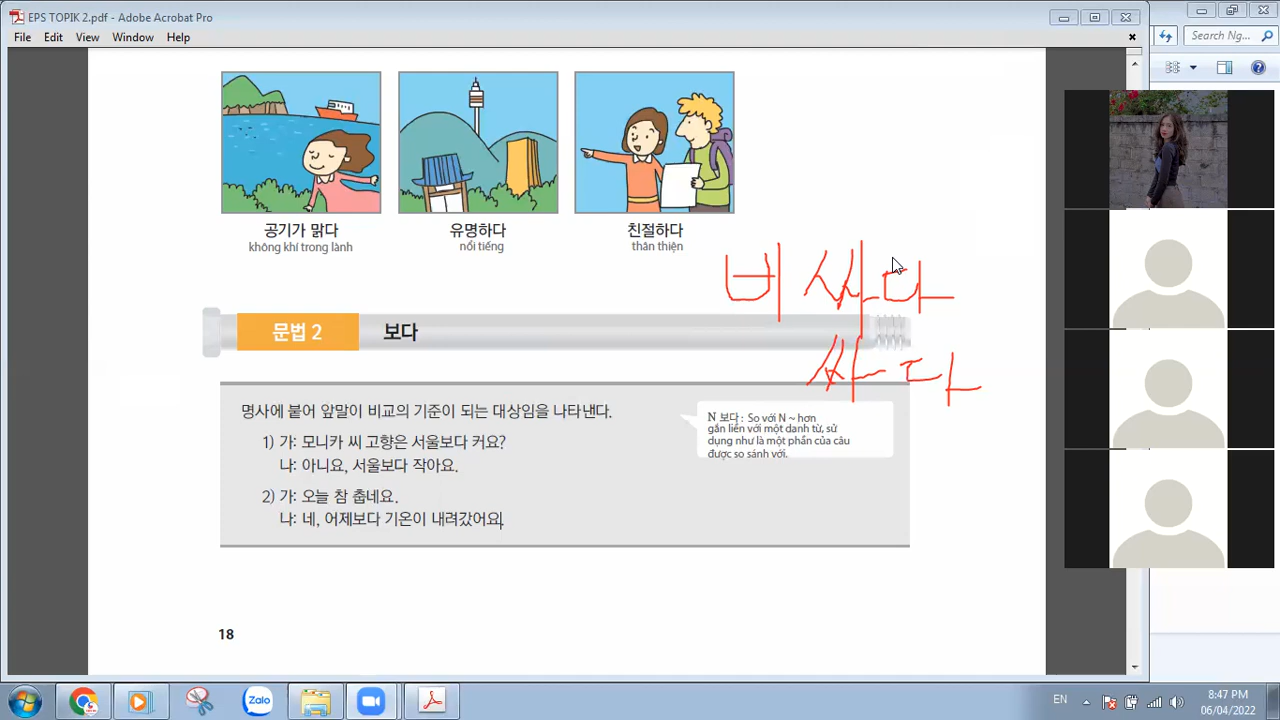 EPS TOPIK 2.pdf - Adobe Acrobat Pro
File Edit View Window Help
Search Ng...
공기가 맑다
không khí trong lành
유명하다
nổi tiếng
친절하다
thân thiện
비싸다
싸다
문법 2 보다
명사에 붙어 앞말이 비교의 기준이 되는 대상임을 나타낸다.
1) 가: 모니카 씨 고향은 서울보다 커요?
나: 아니요, 서울보다 작아요.
2) 가: 오늘 참 춥네요.
나: 네, 어제보다 기온이 내려갔어요.
N 보다 : So với N ~ hơn
gắn liền với một danh từ, sử
dụng như là một phần của câu
được so sánh với.
18
Zalo
EN
8:47 PM
06/04/2022